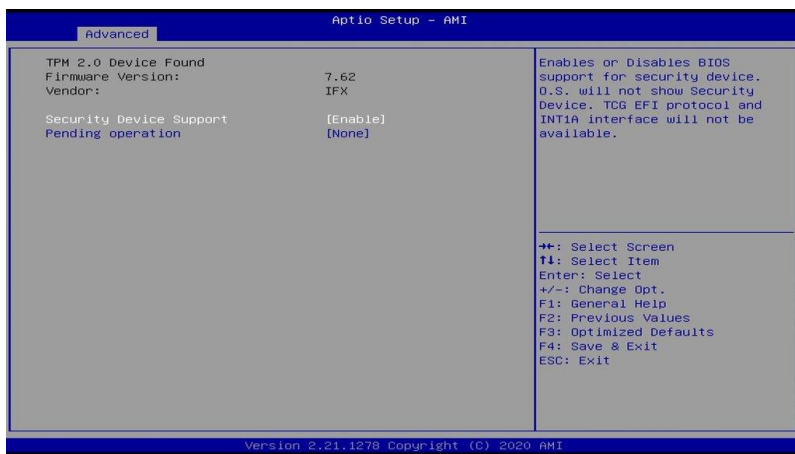 Aptio Setup - AMI
Advanced
TPM 2.0 Device Found
Firmware Version: 7.62
Vendor: IFX
Security Device Support [Enable]
Pending operation [None]
Enables or Disables BIOS
support for security device.
O.S. will not show Security
Device. TCG EFI protocol and
INT1A interface will not be
available.
→←: Select Screen
↑↓: Select Item
Enter: Select
+/-: Change Opt.
F1: General Help
F2: Previous Values
F3: Optimized Defaults
F4: Save & Exit
ESC: Exit
Version 2.21.1278 Copyright (C) 2020 AMI